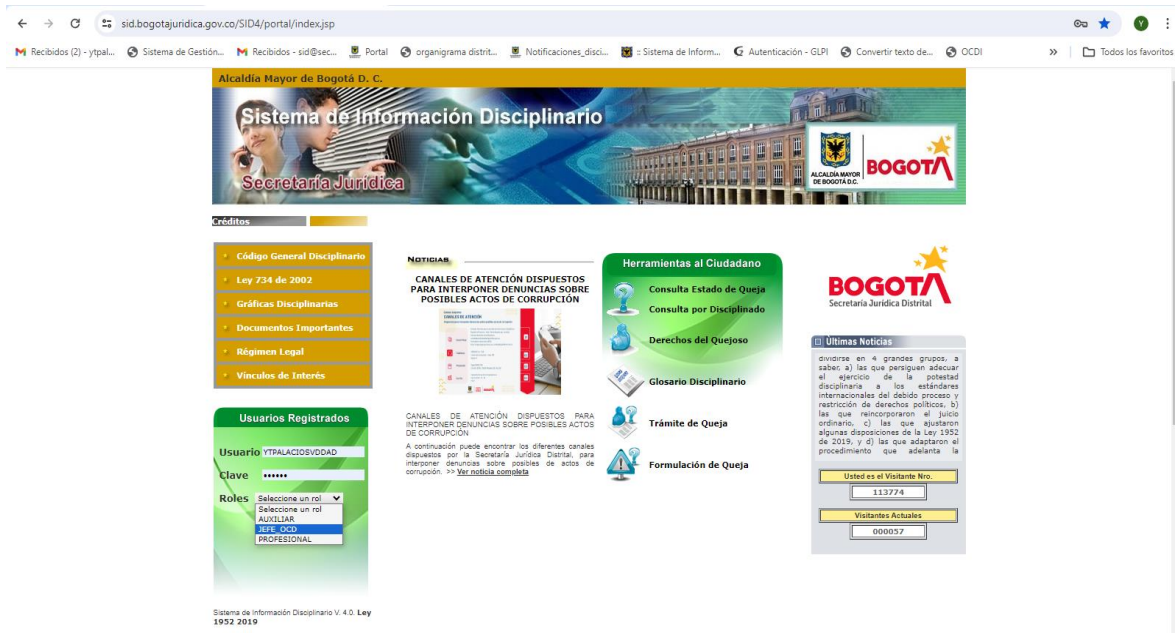 sid.bogotajuridica.gov.co/SID4/portal/index.jsp
Y
Recibidos (2) - ytpal...
Sistema de Gestión...
Recibidos - sid@sec...
Portal
organigrama distrit...
Notificaciones_disci...
:: Sistema de Inform...
Autenticación - GLPI
Convertir texto de...
OCDI
»
Todos los favoritos
Alcaldía Mayor de Bogotá D. C.
Sistema de Información Disciplinario
Secretaría Jurídica
ALCALDÍA MAYOR
DE BOGOTÁ D.C.
BOGOTÁ
Créditos
Código General Disciplinario
Ley 734 de 2002
Gráficas Disciplinarias
Documentos Importantes
Régimen Legal
Vínculos de Interés
Usuarios Registrados
Usuario YTPALACIOSVDDAD
Clave ••••••
Roles Seleccione un rol
Seleccione un rol
AUXILIAR
JEFE_OCD
PROFESIONAL
Sistema de Información Disciplinario V. 4.0. Ley
1952 2019
NOTICIAS
CANALES DE ATENCIÓN DISPUESTOS
PARA INTERPONER DENUNCIAS SOBRE
POSIBLES ACTOS DE CORRUPCIÓN
CANALES DE ATENCIÓN DISPUESTOS PARA
INTERPONER DENUNCIAS SOBRE POSIBLES ACTOS
DE CORRUPCIÓN
A continuación puede encontrar los diferentes canales
dispuestos por la Secretaría Jurídica Distrital, para
interponer denuncias sobre posibles de actos de
corrupción. >> Ver noticia completa
Herramientas al Ciudadano
Consulta Estado de Queja
Consulta por Disciplinado
Derechos del Quejoso
Glosario Disciplinario
Trámite de Queja
Formulación de Queja
BOGOTÁ
Secretaría Jurídica Distrital
Últimas Noticias
dividirse en 4 grandes grupos, a
saber, a) las que persiguen adecuar
el ejercicio de la potestad
disciplinaria a los estándares
internacionales del debido proceso y
restricción de derechos políticos, b)
las que reincorporaron el juicio
ordinario, c) las que ajustaron
algunas disposiciones de la Ley 1952
de 2019, y d) las que adaptaron el
procedimiento que adelanta la
Usted es el Visitante Nro.
113774
Visitantes Actuales
000057